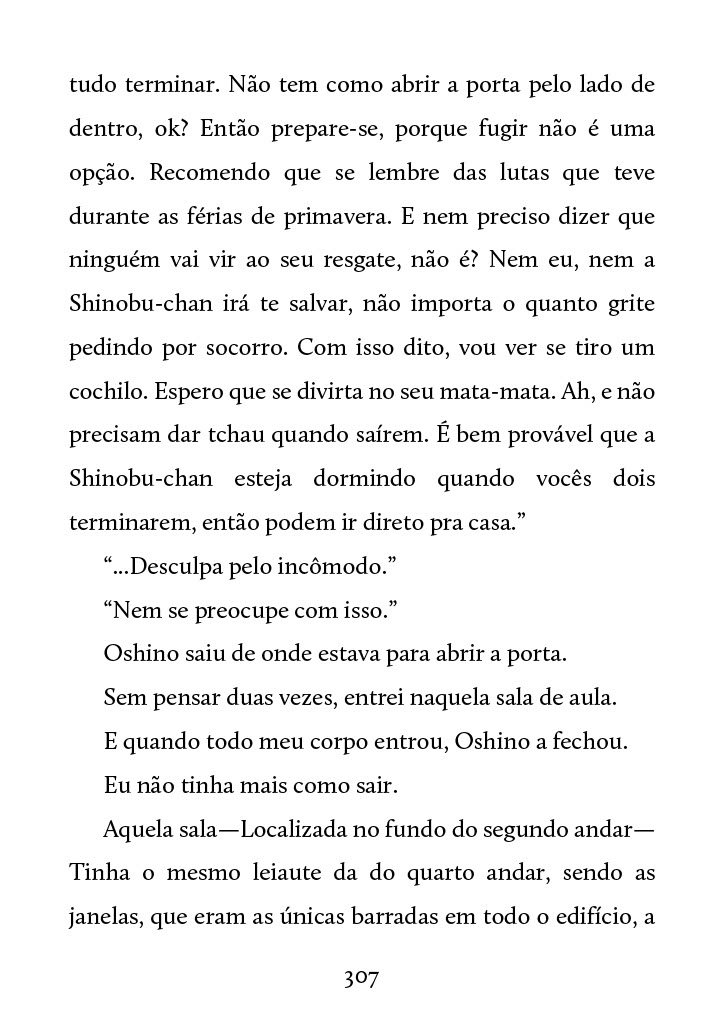 tudo terminar. Não tem como abrir a porta pelo lado de
dentro, ok? Então prepare-se, porque fugir não é uma
opção. Recomendo que se lembre das lutas que teve
durante as férias de primavera. E nem preciso dizer que
ninguém vai vir ao seu resgate, não é? Nem eu, nem a
Shinobu-chan irá te salvar, não importa o quanto grite
pedindo por socorro. Com isso dito, vou ver se tiro um
cochilo. Espero que se divirta no seu mata-mata. Ah, e não
precisam dar tchau quando saírem. É bem provável que a
Shinobu-chan esteja dormindo quando vocês dois
terminarem, então podem ir direto pra casa.”
“...Desculpa pelo incômodo.”
“Nem se preocupe com isso.”
Oshino saiu de onde estava para abrir a porta.
Sem pensar duas vezes, entrei naquela sala de aula.
E quando todo meu corpo entrou, Oshino a fechou.
Eu não tinha mais como sair.
Aquela sala—Localizada no fundo do segundo andar—
Tinha o mesmo leiaute da do quarto andar, sendo as
janelas, que eram as únicas barradas em todo o edifício, a
307